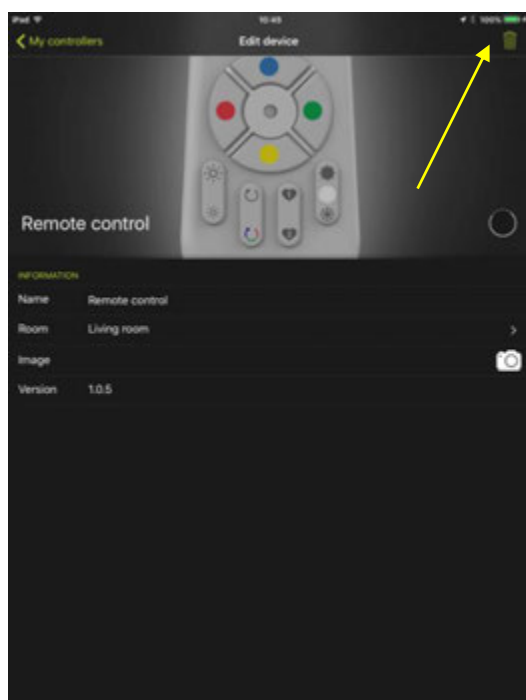 iPad 10:49 100%
My controllers Edit device
Remote control
INFORMATION
Name Remote control
Room Living room
Image
Version 1.0.5